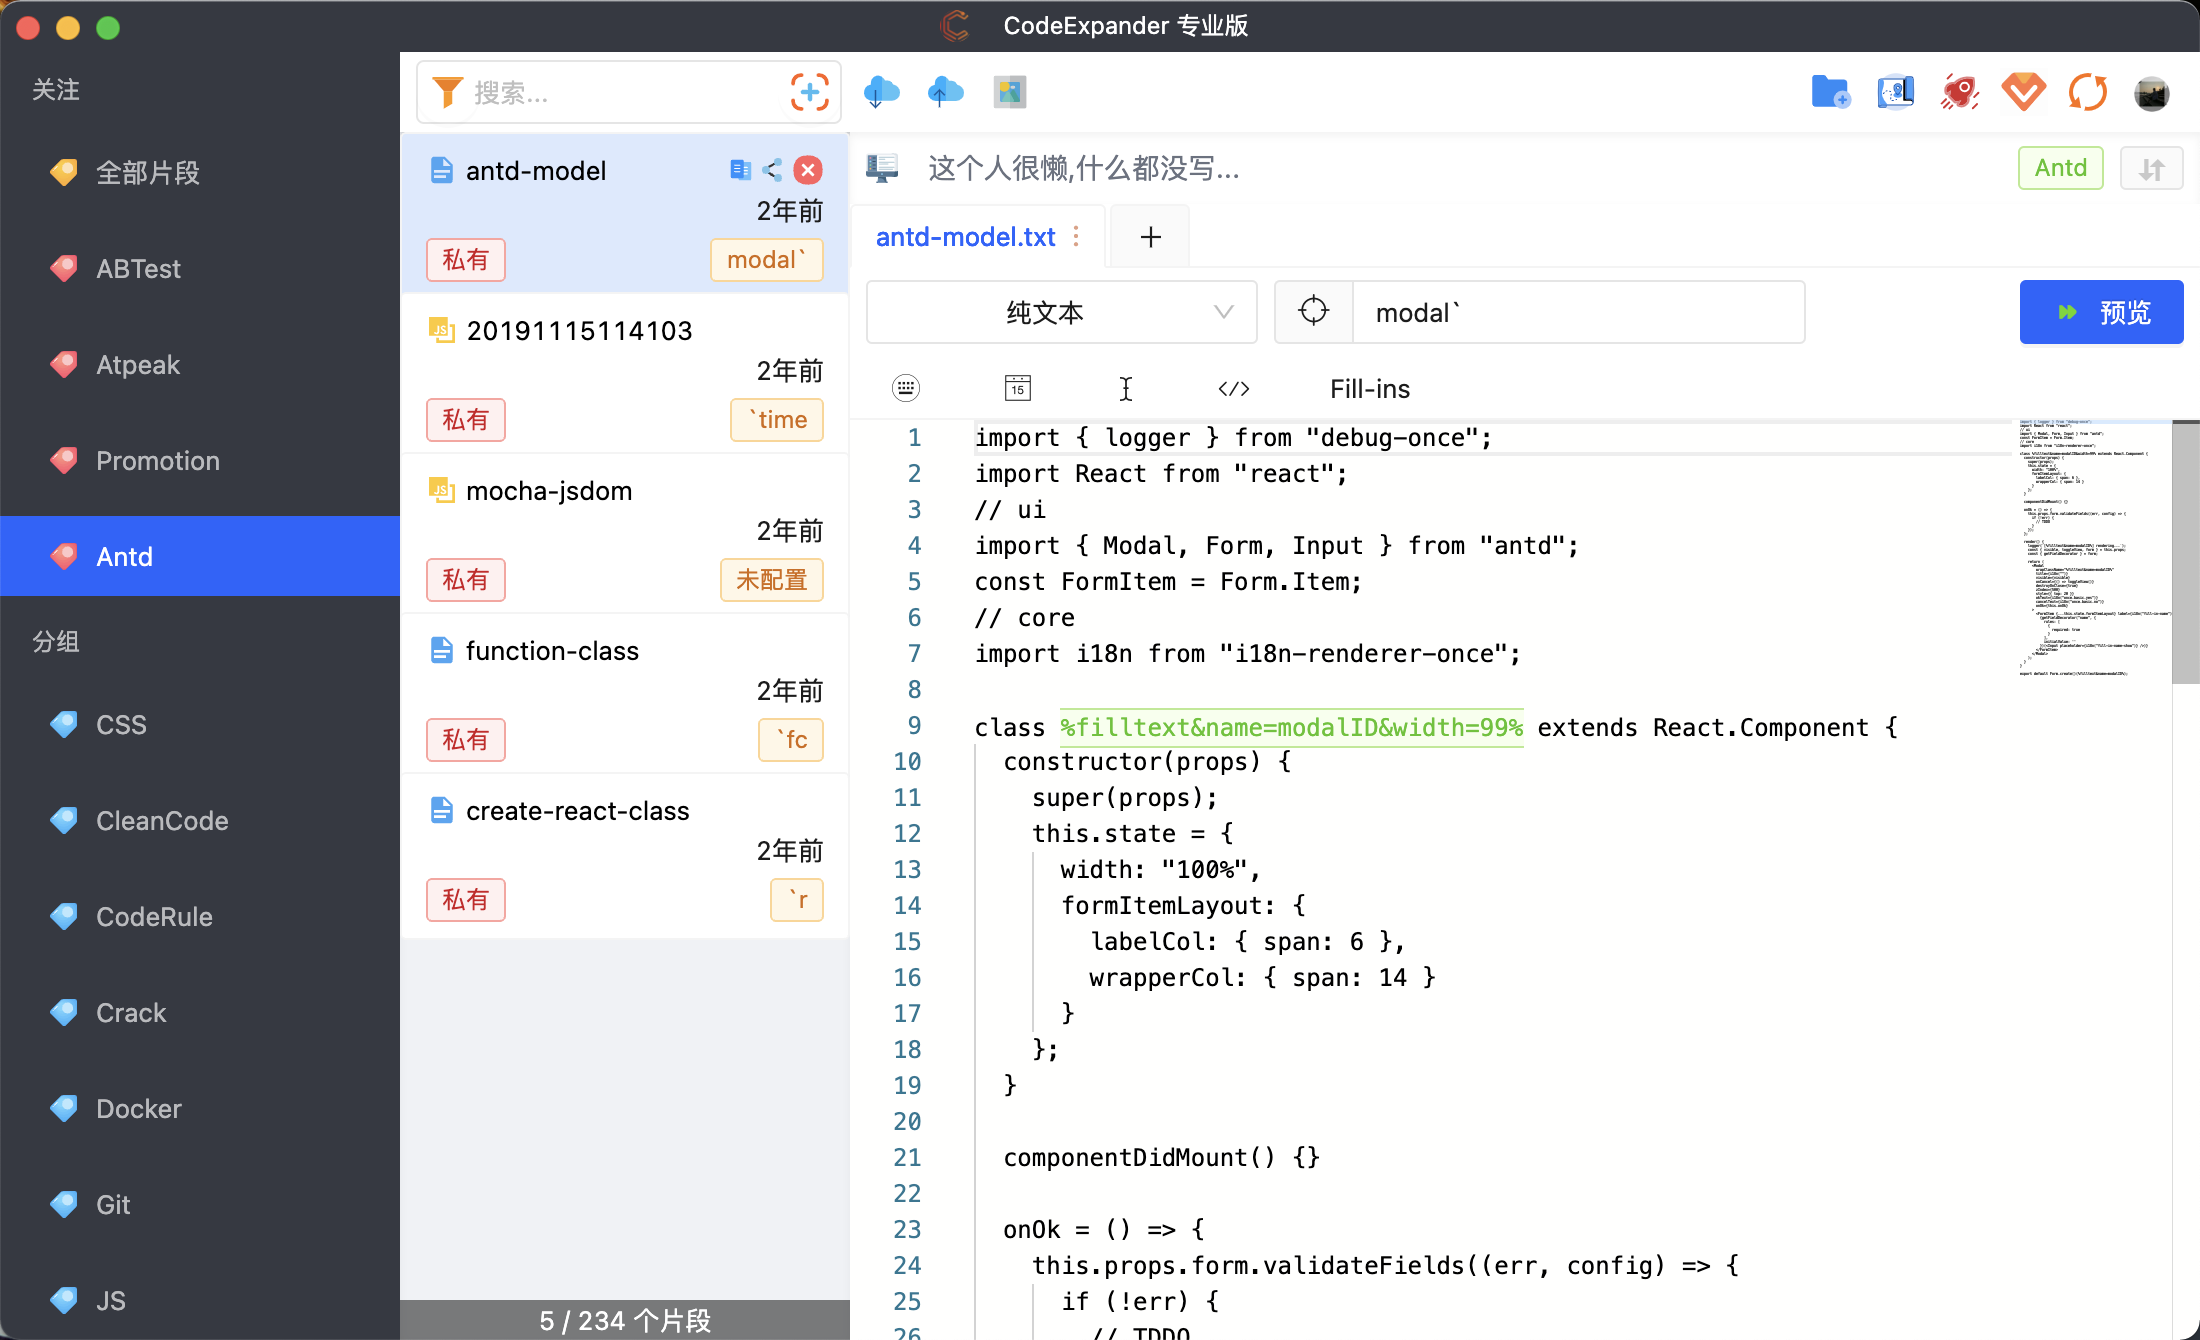 CodeExpander 专业版
关注
全部片段
ABTest
Atpeak
Promotion
Antd
分组
CSS
CleanCode
CodeRule
Crack
Docker
Git
JS
搜索...
antd-model
2年前
私有
modal`
20191115114103
2年前
私有
`time
mocha-jsdom
2年前
私有
未配置
function-class
2年前
私有
`fc
create-react-class
2年前
私有
`r
5 / 234 个片段
这个人很懒,什么都没写...
Antd
antd-model.txt
+
纯文本
modal`
预览
15
</>
Fill-ins
1 import { logger } from "debug-once";
2 import React from "react";
3 // ui
4 import { Modal, Form, Input } from "antd";
5 const FormItem = Form.Item;
6 // core
7 import i18n from "i18n-renderer-once";
8
9 class %filltext&name=modalID&width=99% extends React.Component {
10 constructor(props) {
11 super(props);
12 this.state = {
13 width: "100%",
14 formItemLayout: {
15 labelCol: { span: 6 },
16 wrapperCol: { span: 14 }
17 }
18 };
19 }
20
21 componentDidMount() {}
22
23 onOk = () => {
24 this.props.form.validateFields((err, config) => {
25 if (!err) {
26 // TDDO